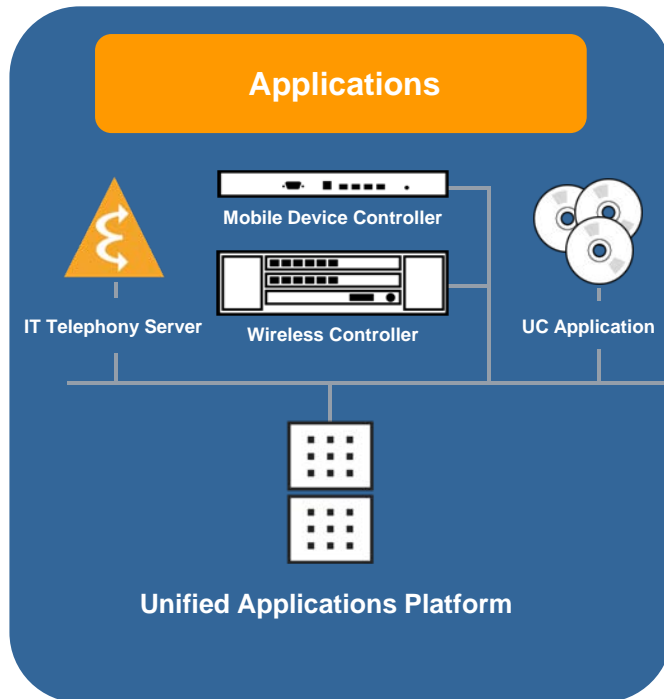 Applications
Mobile Device Controller
IT Telephony Server
Wireless Controller
UC Application
Unified Applications Platform